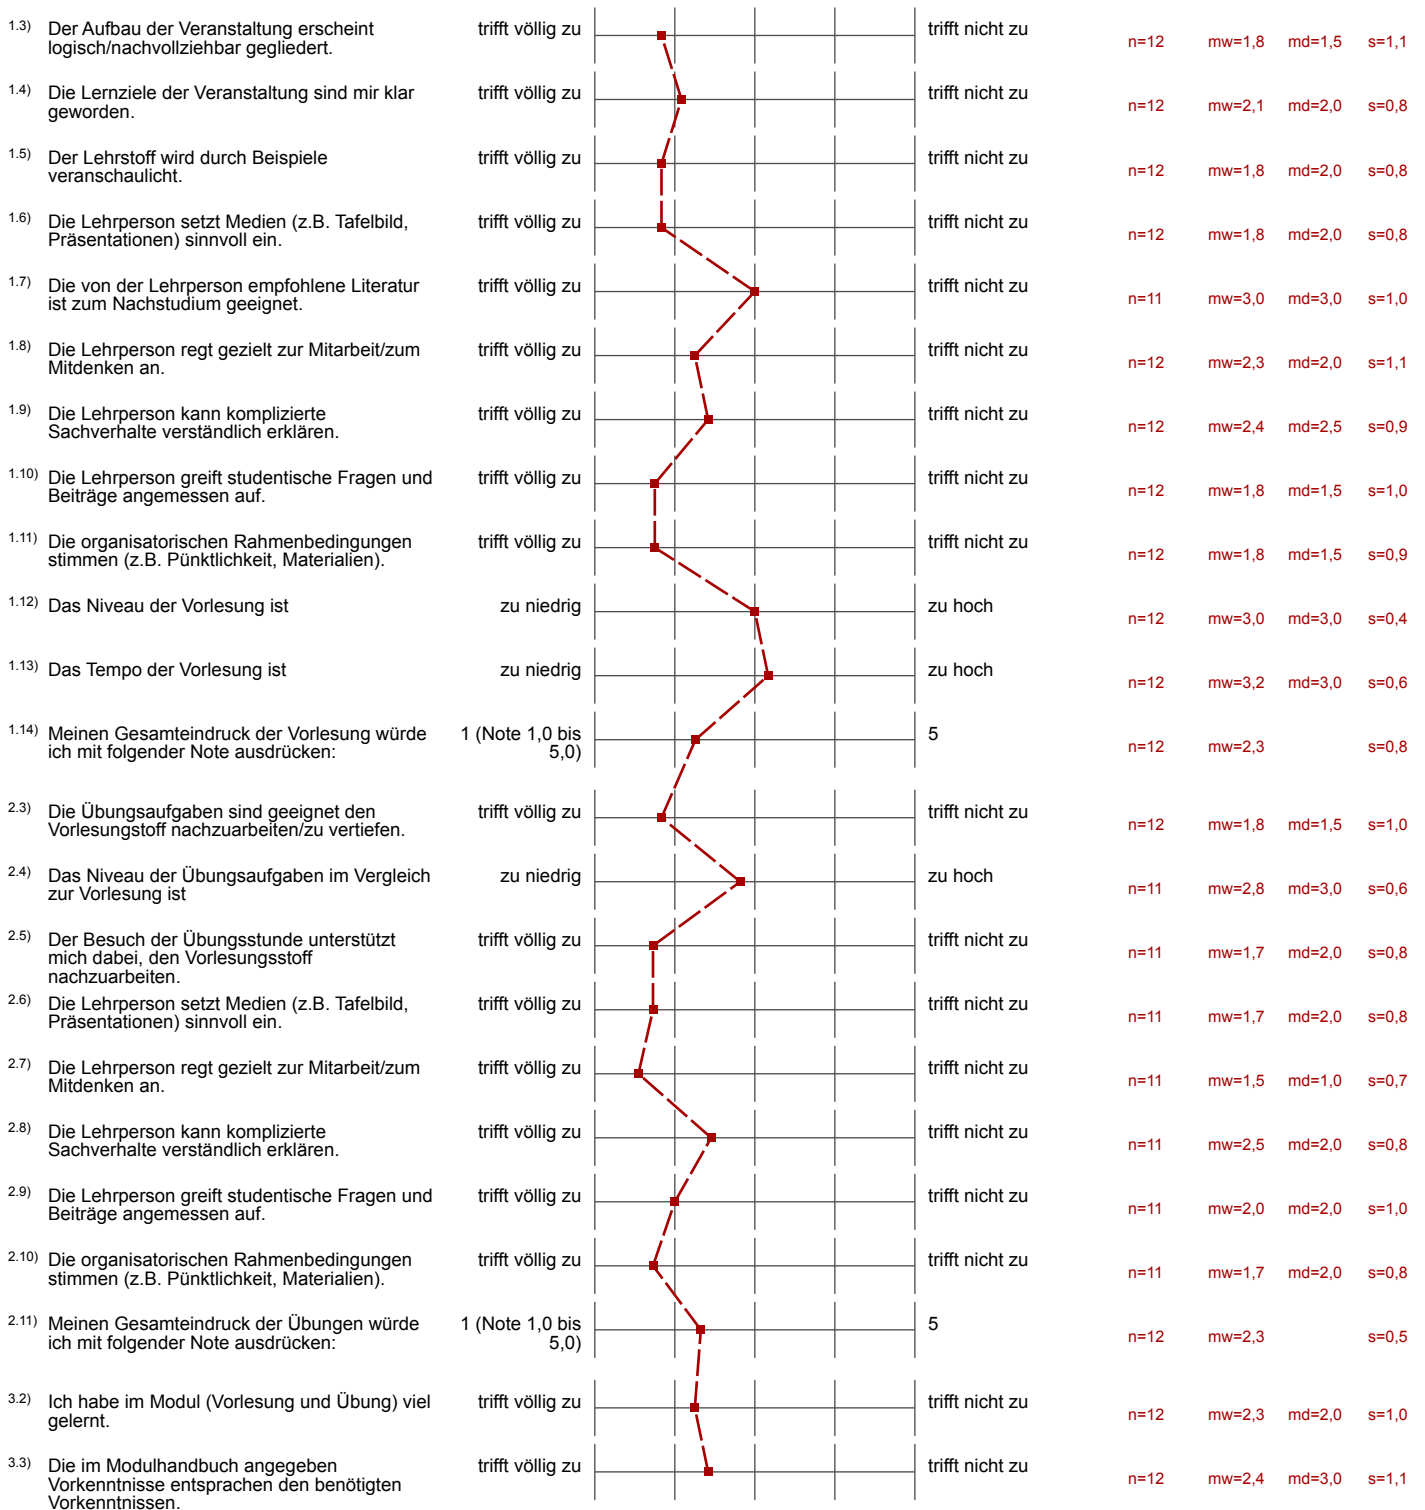 1.3) Der Aufbau der Veranstaltung erscheint logisch/nachvollziehbar gegliedert. trifft völlig zu trifft nicht zu n=12 mw=1,8 md=1,5 s=1,1
1.4) Die Lernziele der Veranstaltung sind mir klar geworden. trifft völlig zu trifft nicht zu n=12 mw=2,1 md=2,0 s=0,8
1.5) Der Lehrstoff wird durch Beispiele veranschaulicht. trifft völlig zu trifft nicht zu n=12 mw=1,8 md=2,0 s=0,8
1.6) Die Lehrperson setzt Medien (z.B. Tafelbild, Präsentationen) sinnvoll ein. trifft völlig zu trifft nicht zu n=12 mw=1,8 md=2,0 s=0,8
1.7) Die von der Lehrperson empfohlene Literatur ist zum Nachstudium geeignet. trifft völlig zu trifft nicht zu n=11 mw=3,0 md=3,0 s=1,0
1.8) Die Lehrperson regt gezielt zur Mitarbeit/zum Mitdenken an. trifft völlig zu trifft nicht zu n=12 mw=2,3 md=2,0 s=1,1
1.9) Die Lehrperson kann komplizierte Sachverhalte verständlich erklären. trifft völlig zu trifft nicht zu n=12 mw=2,4 md=2,5 s=0,9
1.10) Die Lehrperson greift studentische Fragen und Beiträge angemessen auf. trifft völlig zu trifft nicht zu n=12 mw=1,8 md=1,5 s=1,0
1.11) Die organisatorischen Rahmenbedingungen stimmen (z.B. Pünktlichkeit, Materialien). trifft völlig zu trifft nicht zu n=12 mw=1,8 md=1,5 s=0,9
1.12) Das Niveau der Vorlesung ist zu niedrig zu hoch n=12 mw=3,0 md=3,0 s=0,4
1.13) Das Tempo der Vorlesung ist zu niedrig zu hoch n=12 mw=3,2 md=3,0 s=0,6
1.14) Meinen Gesamteindruck der Vorlesung würde ich mit folgender Note ausdrücken: 1 (Note 1,0 bis 5,0) 5 n=12 mw=2,3 s=0,8
2.3) Die Übungsaufgaben sind geeignet den Vorlesungstoff nachzuarbeiten/zu vertiefen. trifft völlig zu trifft nicht zu n=12 mw=1,8 md=1,5 s=1,0
2.4) Das Niveau der Übungsaufgaben im Vergleich zur Vorlesung ist zu niedrig zu hoch n=11 mw=2,8 md=3,0 s=0,6
2.5) Der Besuch der Übungsstunde unterstützt mich dabei, den Vorlesungsstoff nachzuarbeiten. trifft völlig zu trifft nicht zu n=11 mw=1,7 md=2,0 s=0,8
2.6) Die Lehrperson setzt Medien (z.B. Tafelbild, Präsentationen) sinnvoll ein. trifft völlig zu trifft nicht zu n=11 mw=1,7 md=2,0 s=0,8
2.7) Die Lehrperson regt gezielt zur Mitarbeit/zum Mitdenken an. trifft völlig zu trifft nicht zu n=11 mw=1,5 md=1,0 s=0,7
2.8) Die Lehrperson kann komplizierte Sachverhalte verständlich erklären. trifft völlig zu trifft nicht zu n=11 mw=2,5 md=2,0 s=0,8
2.9) Die Lehrperson greift studentische Fragen und Beiträge angemessen auf. trifft völlig zu trifft nicht zu n=11 mw=2,0 md=2,0 s=1,0
2.10) Die organisatorischen Rahmenbedingungen stimmen (z.B. Pünktlichkeit, Materialien). trifft völlig zu trifft nicht zu n=11 mw=1,7 md=2,0 s=0,8
2.11) Meinen Gesamteindruck der Übungen würde ich mit folgender Note ausdrücken: 1 (Note 1,0 bis 5,0) 5 n=12 mw=2,3 s=0,5
3.2) Ich habe im Modul (Vorlesung und Übung) viel gelernt. trifft völlig zu trifft nicht zu n=12 mw=2,3 md=2,0 s=1,0
3.3) Die im Modulhandbuch angegeben Vorkenntnisse entsprachen den benötigten Vorkenntnissen. trifft völlig zu trifft nicht zu n=12 mw=2,4 md=3,0 s=1,1